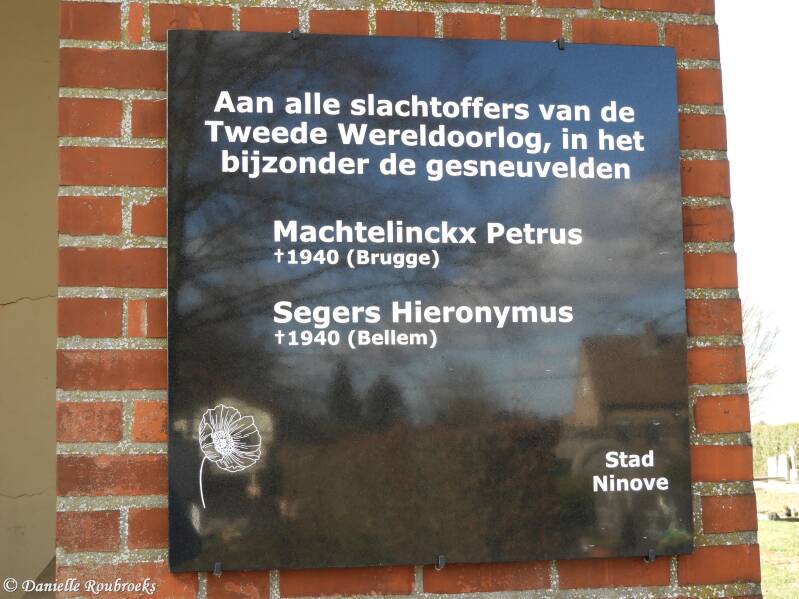 Aan alle slachtoffers van de
Tweede Wereldoorlog, in het
bijzonder de gesneuvelden
Machtelinckx Petrus
†1940 (Brugge)
Segers Hieronymus
†1940 (Bellem)
Stad
Ninove
© Danielle Roubroeks